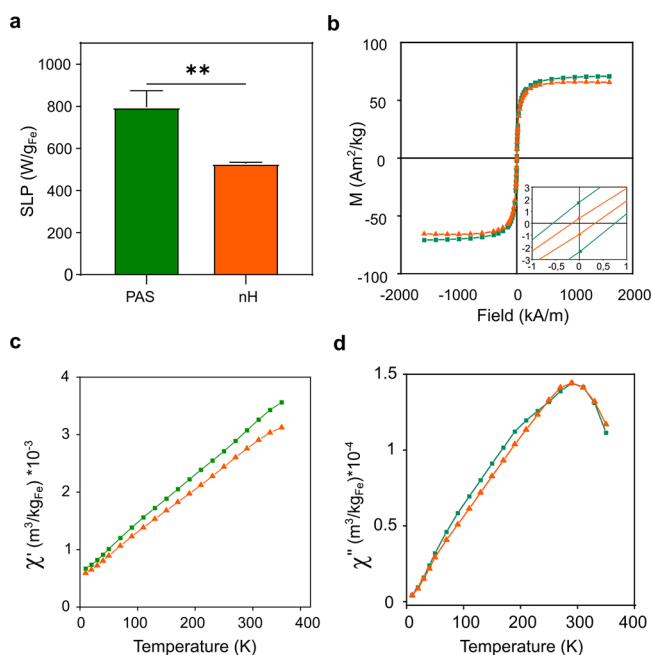 a
**
SLP (W/gFe)
1000
800
600
400
200
0
PAS
nH
b
M (Am²/kg)
100
50
0
-50
-100
-2000 -1000 0 1000 2000
Field (kA/m)
3
2
1
0
-1
-2
-3
-1 -0,5 0 0,5 1
c
χ' (m³/kgFe) *10⁻³
4
3
2
1
0
0 100 200 300 400
Temperature (K)
d
χ'' (m³/kgFe)*10⁻⁴
1.5
1
0.5
0
0 100 200 300 400
Temperature (K)